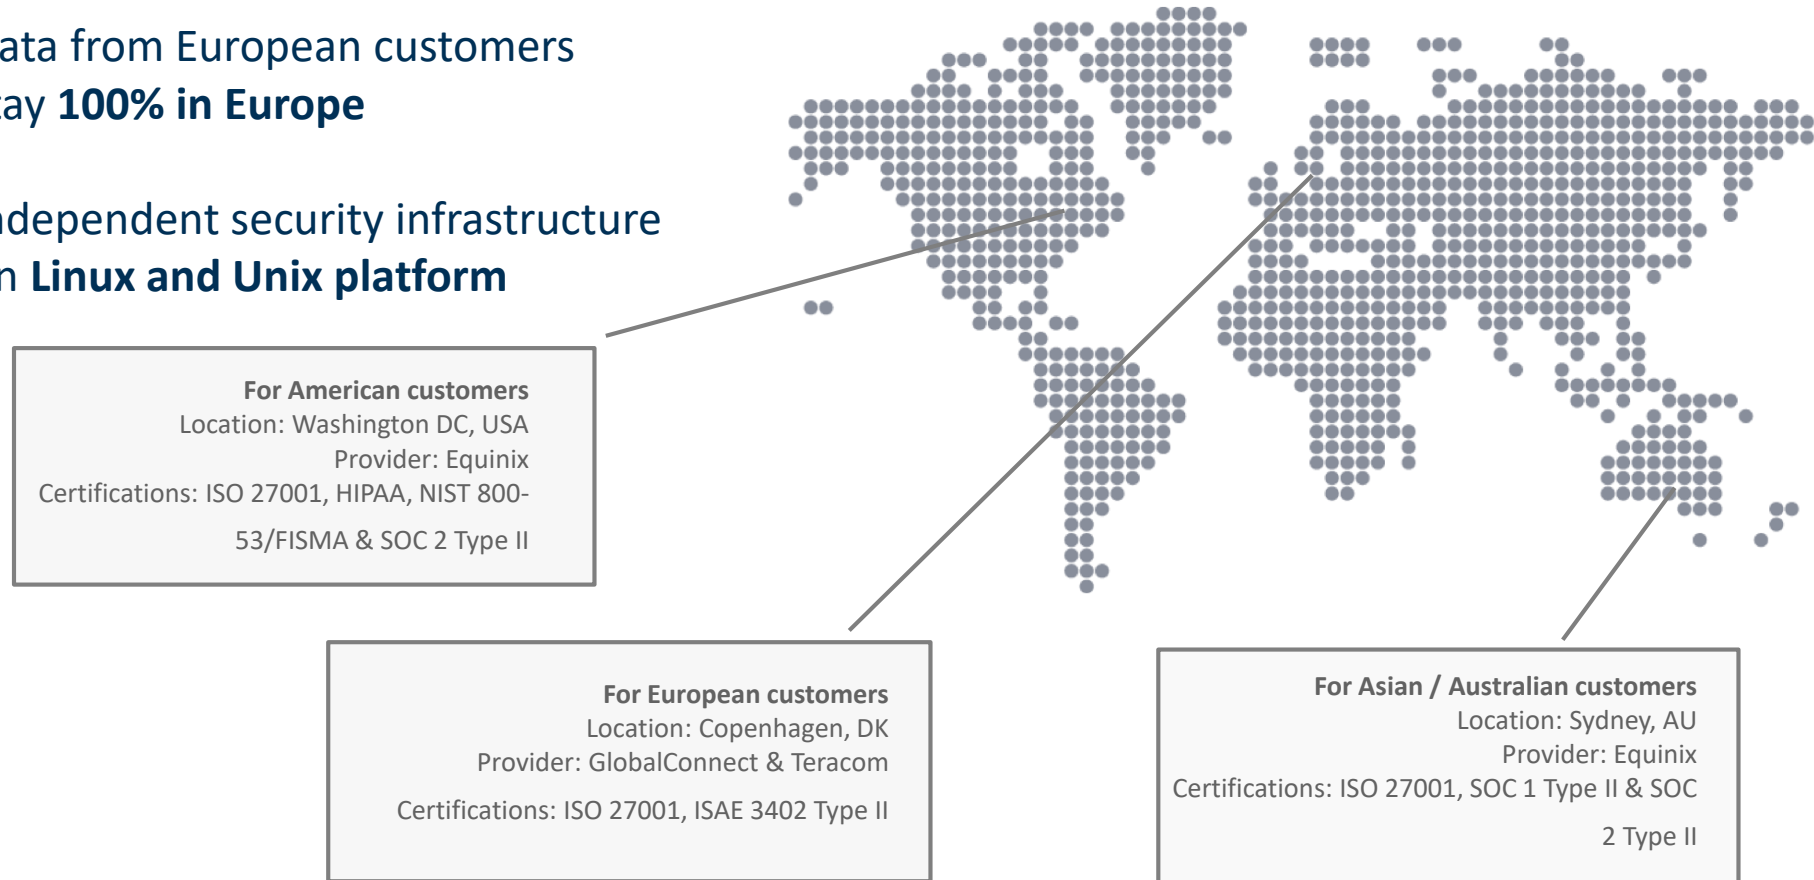 ata from European customers
tay 100% in Europe
ndependent security infrastructure
n Linux and Unix platform
For American customers
Location: Washington DC, USA
Provider: Equinix
Certifications: ISO 27001, HIPAA, NIST 800-
53/FISMA & SOC 2 Type II
For European customers
Location: Copenhagen, DK
Provider: GlobalConnect & Teracom
Certifications: ISO 27001, ISAE 3402 Type II
For Asian / Australian customers
Location: Sydney, AU
Provider: Equinix
Certifications: ISO 27001, SOC 1 Type II & SOC
2 Type II